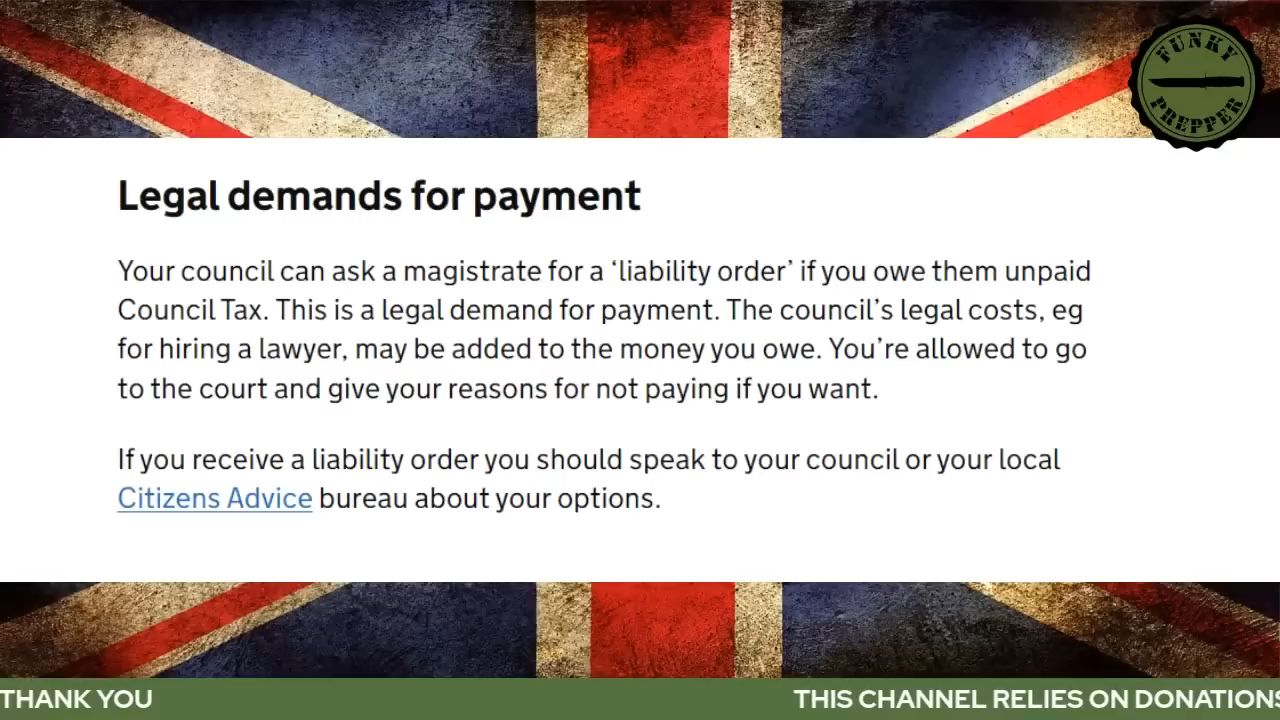 FUNKY
PREPPER
Legal demands for payment
Your council can ask a magistrate for a ‘liability order’ if you owe them unpaid
Council Tax. This is a legal demand for payment. The council’s legal costs, eg
for hiring a lawyer, may be added to the money you owe. You’re allowed to go
to the court and give your reasons for not paying if you want.
If you receive a liability order you should speak to your council or your local
Citizens Advice bureau about your options.
THANK YOU
THIS CHANNEL RELIES ON DONATIONS